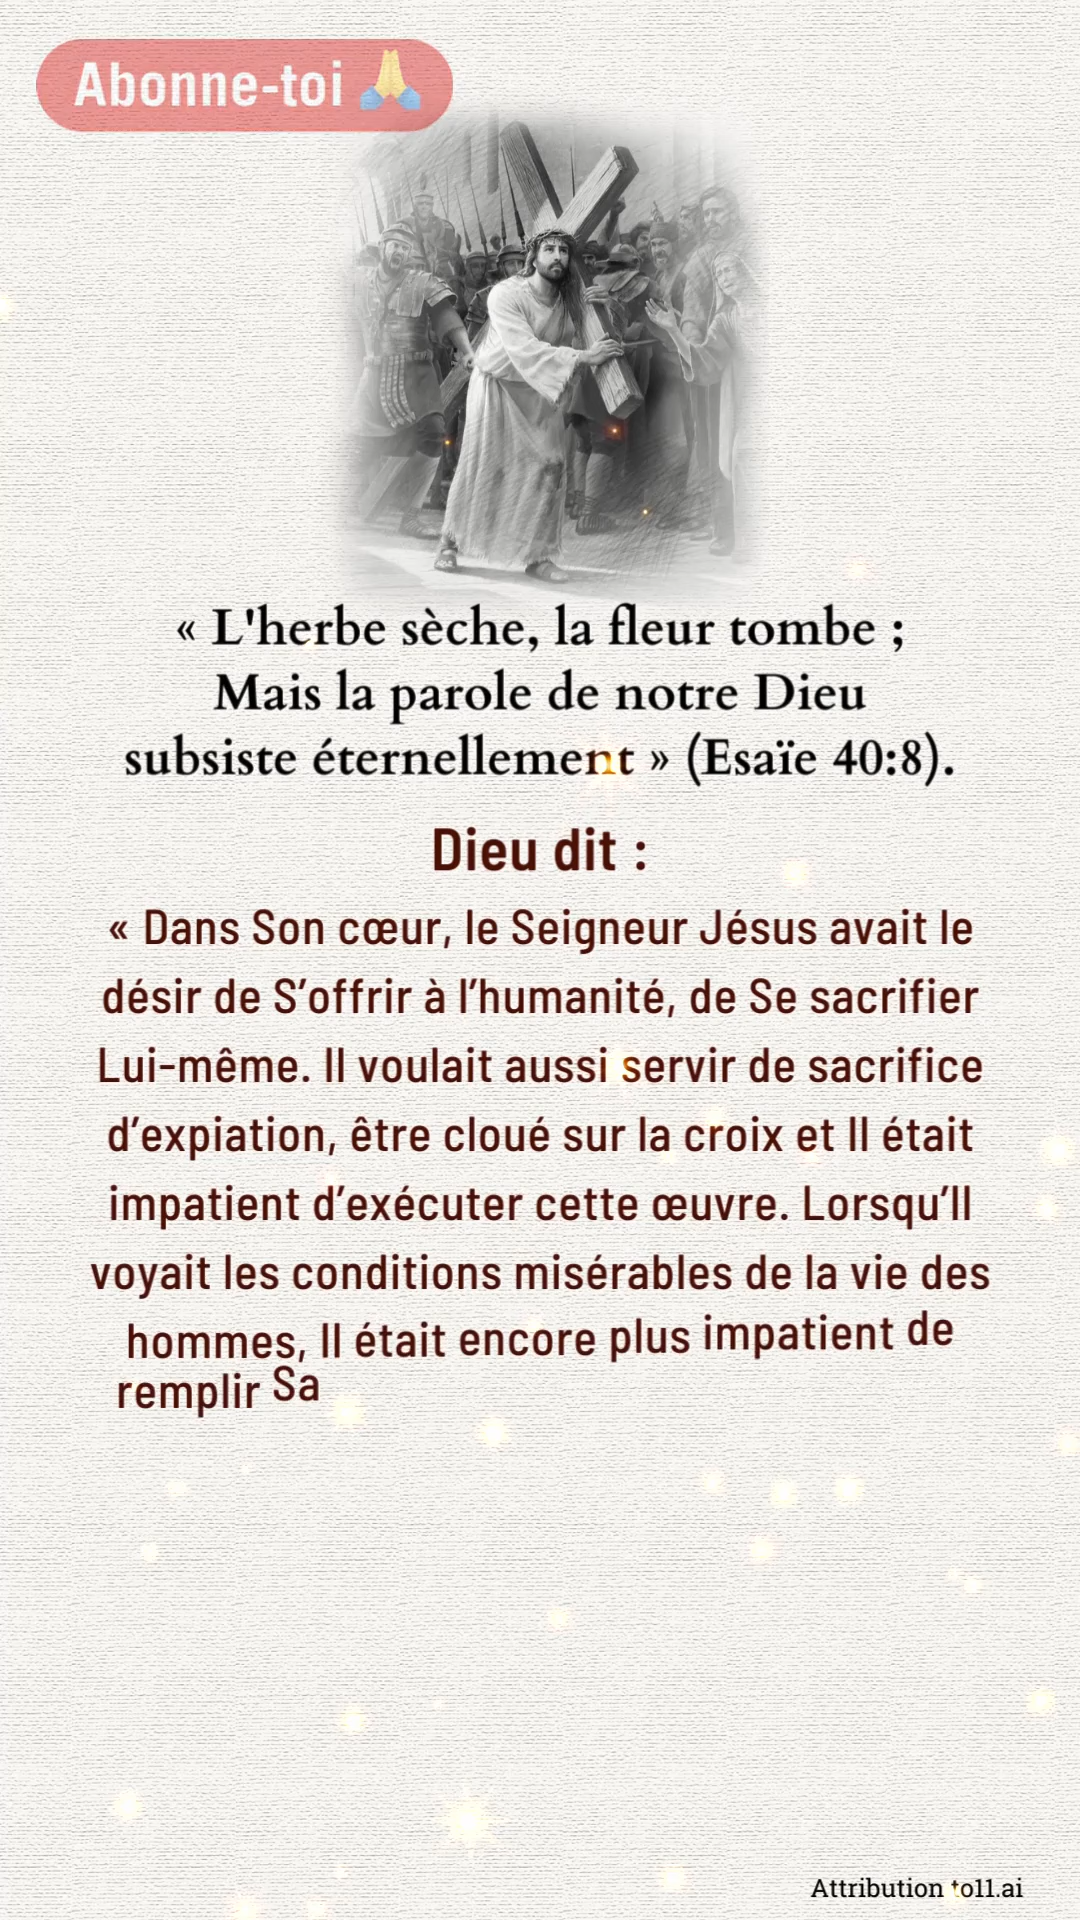 Abonne-toi 🙏
« L'herbe sèche, la fleur tombe ;
Mais la parole de notre Dieu
subsiste éternellement » (Esaïe 40:8).
Dieu dit :
« Dans Son cœur, le Seigneur Jésus avait le
désir de S’offrir à l’humanité, de Se sacrifier
Lui-même. Il voulait aussi servir de sacrifice
d’expiation, être cloué sur la croix et Il était
impatient d’exécuter cette œuvre. Lorsqu’Il
voyait les conditions misérables de la vie des
hommes, Il était encore plus impatient de
remplir Sa
Attribution to11.ai